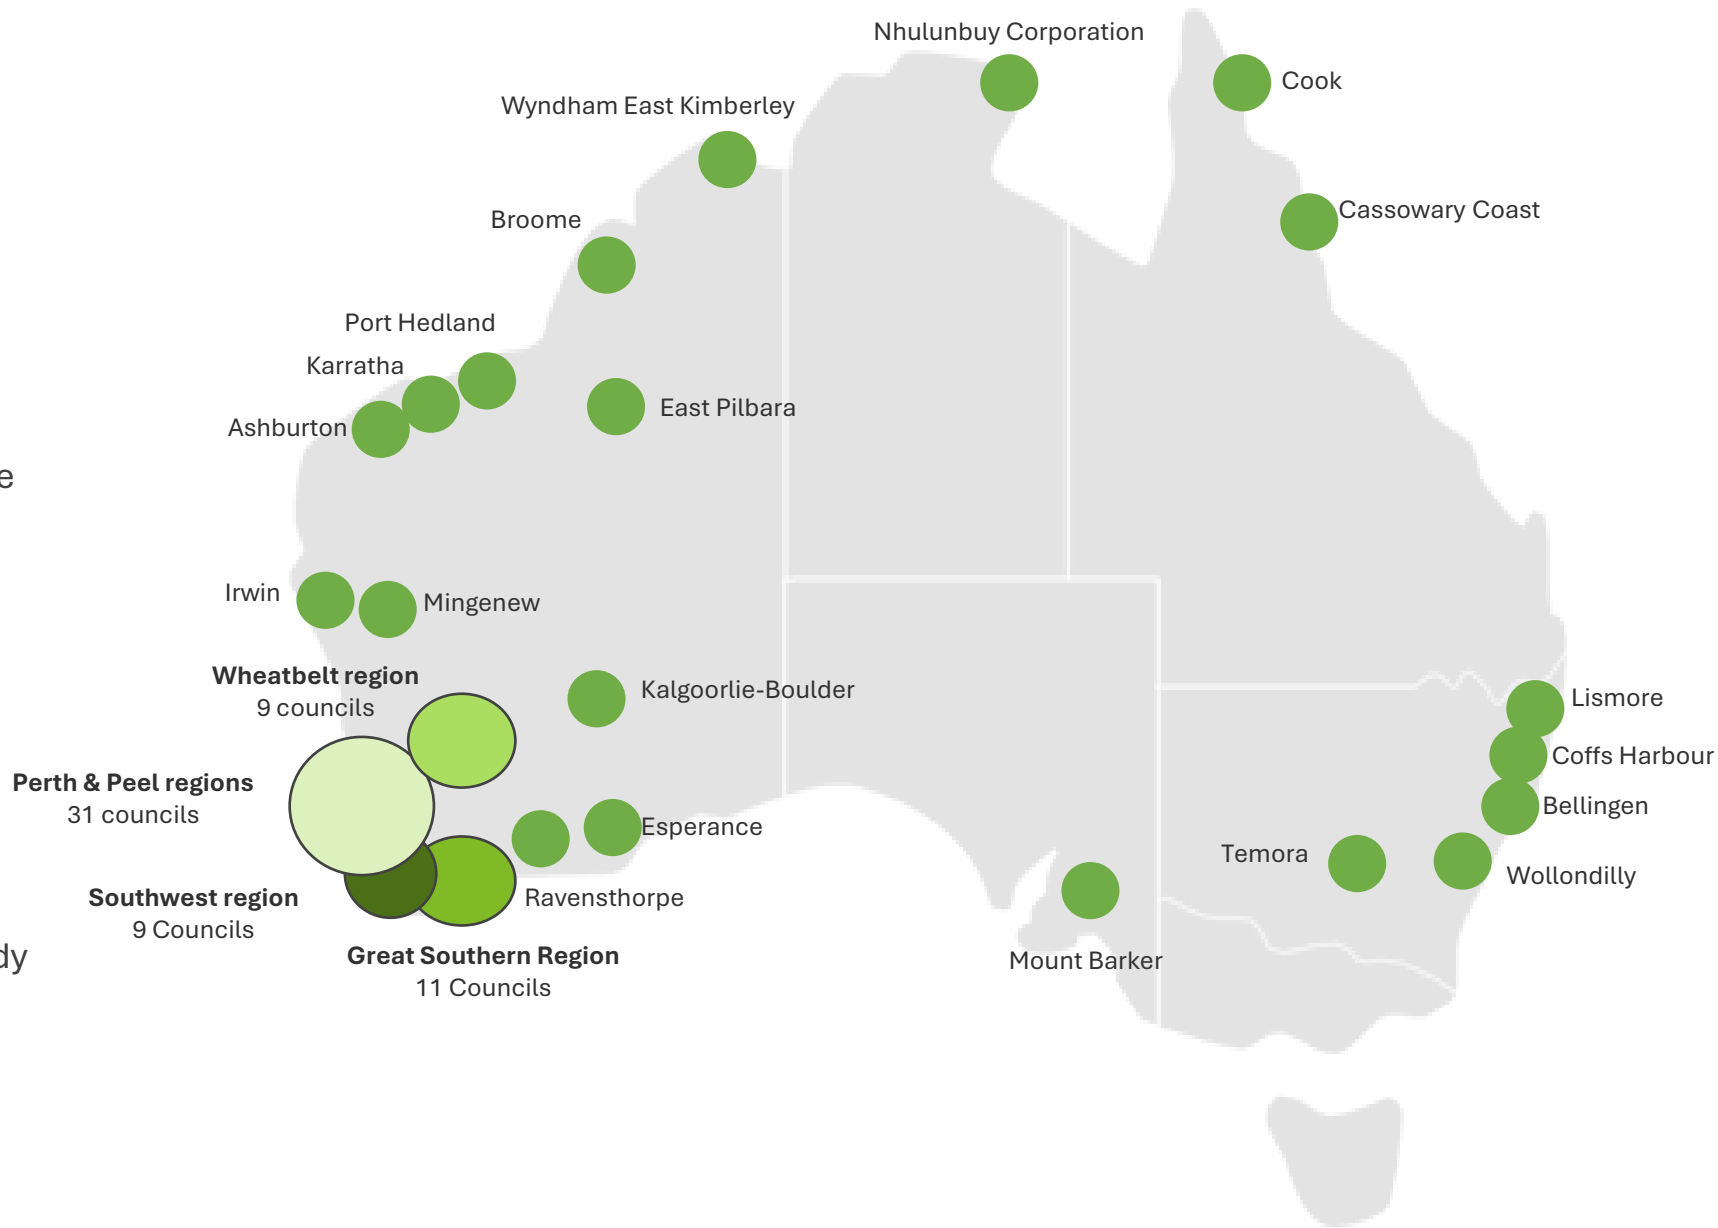 Nhulunbuy Corporation
Cook
Wyndham East Kimberley
Cassowary Coast
Broome
Port Hedland
Karratha
East Pilbara
Ashburton
e
Irwin
Mingenew
Wheatbelt region
9 councils
Kalgoorlie-Boulder
Lismore
Coffs Harbour
Perth & Peel regions
31 councils
Bellingen
Esperance
Temora
Wollondilly
Southwest region
9 Councils
Ravensthorpe
dy
Great Southern Region
11 Councils
Mount Barker